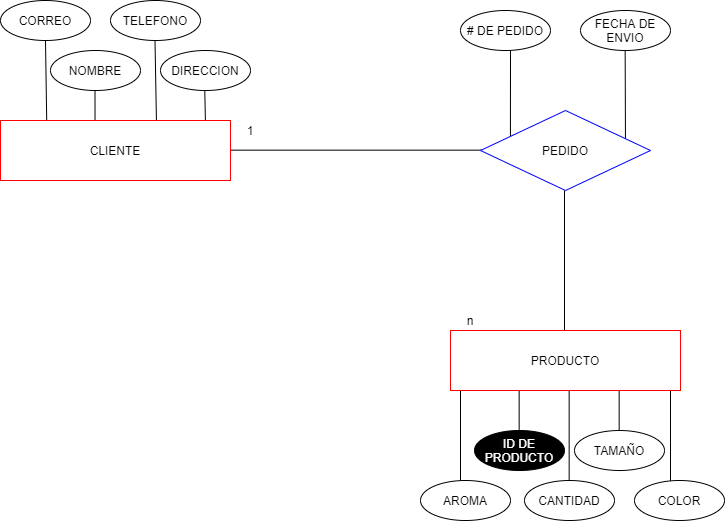 CORREO
TELEFONO
NOMBRE
DIRECCION
# DE PEDIDO
FECHA DE
ENVIO
CLIENTE
1
PEDIDO
n
PRODUCTO
ID DE
PRODUCTO
TAMAÑO
AROMA
CANTIDAD
COLOR